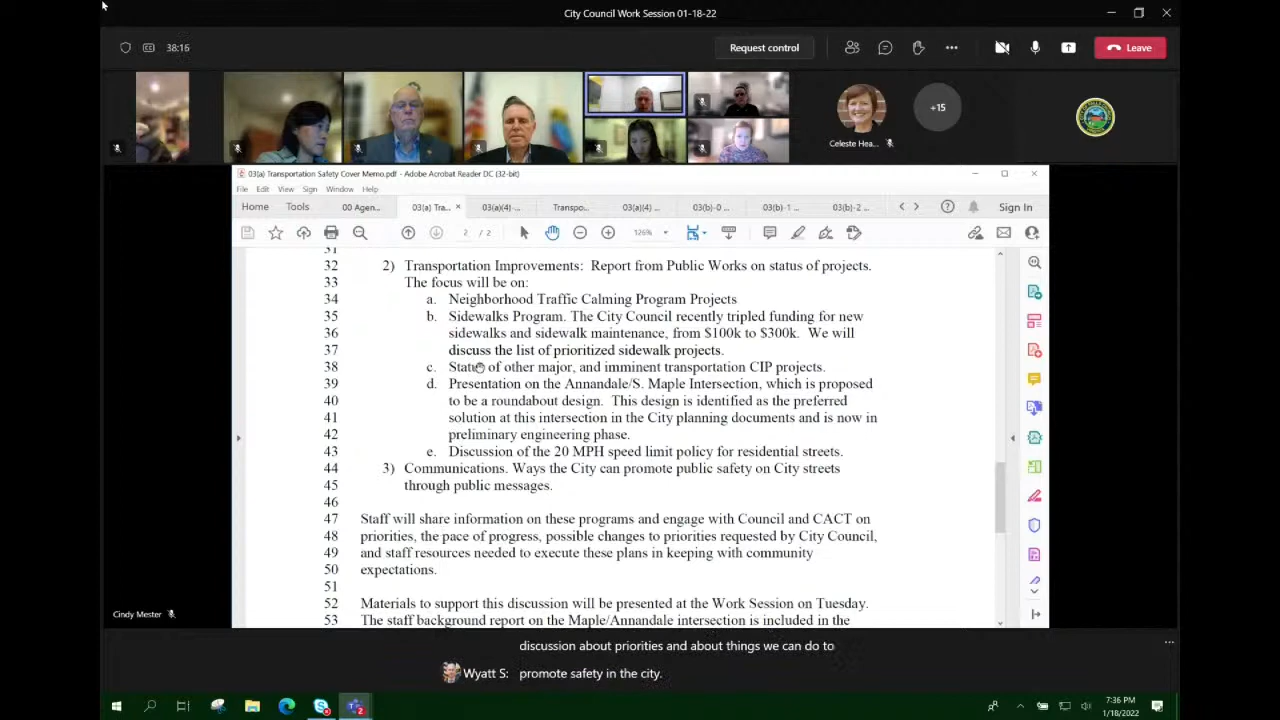 City Council Work Session 01-18-22
38:16
Request control
Leave
+15
Celeste Hea...
03(a) Transportation Safety Cover Memo.pdf - Adobe Acrobat Reader DC (32-bit)
File Edit View Sign Window Help
Home Tools 00 Agen... 03(a) Tra... 03(a)(4)-... Transpo... 03(a)(4) ... 03(b)-0 ... 03(b)-1 ... 03(b)-2 ... Sign In
2 / 2 126%
31
32 2) Transportation Improvements: Report from Public Works on status of projects.
33 The focus will be on:
34 a. Neighborhood Traffic Calming Program Projects
35 b. Sidewalks Program. The City Council recently tripled funding for new
36 sidewalks and sidewalk maintenance, from $100k to $300k. We will
37 discuss the list of prioritized sidewalk projects.
38 c. Status of other major, and imminent transportation CIP projects.
39 d. Presentation on the Annandale/S. Maple Intersection, which is proposed
40 to be a roundabout design. This design is identified as the preferred
41 solution at this intersection in the City planning documents and is now in
42 preliminary engineering phase.
43 e. Discussion of the 20 MPH speed limit policy for residential streets.
44 3) Communications. Ways the City can promote public safety on City streets
45 through public messages.
46
47 Staff will share information on these programs and engage with Council and CACT on
48 priorities, the pace of progress, possible changes to priorities requested by City Council,
49 and staff resources needed to execute these plans in keeping with community
50 expectations.
51
52 Materials to support this discussion will be presented at the Work Session on Tuesday.
53 The staff background report on the Maple/Annandale intersection is included in the
Cindy Mester
discussion about priorities and about things we can do to
Wyatt S: promote safety in the city.
7:36 PM
1/18/2022